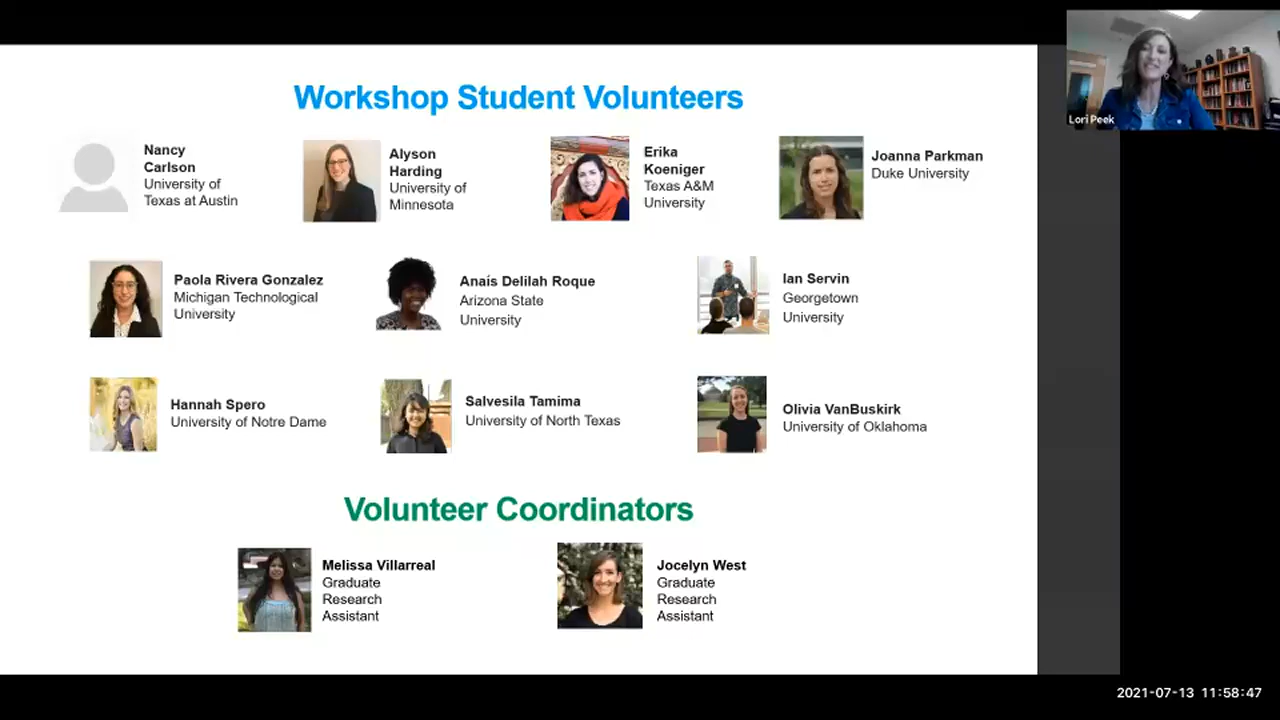 Workshop Student Volunteers
Nancy
Carlson
University of
Texas at Austin
Alyson
Harding
University of
Minnesota
Erika
Koeniger
Texas A&M
University
Joanna Parkman
Duke University
Paola Rivera Gonzalez
Michigan Technological
University
Anaís Delilah Roque
Arizona State
University
Ian Servin
Georgetown
University
Hannah Spero
University of Notre Dame
Salvesila Tamima
University of North Texas
Olivia VanBuskirk
University of Oklahoma
Volunteer Coordinators
Melissa Villarreal
Graduate
Research
Assistant
Jocelyn West
Graduate
Research
Assistant
Lori Peek
2021-07-13 11:58:47